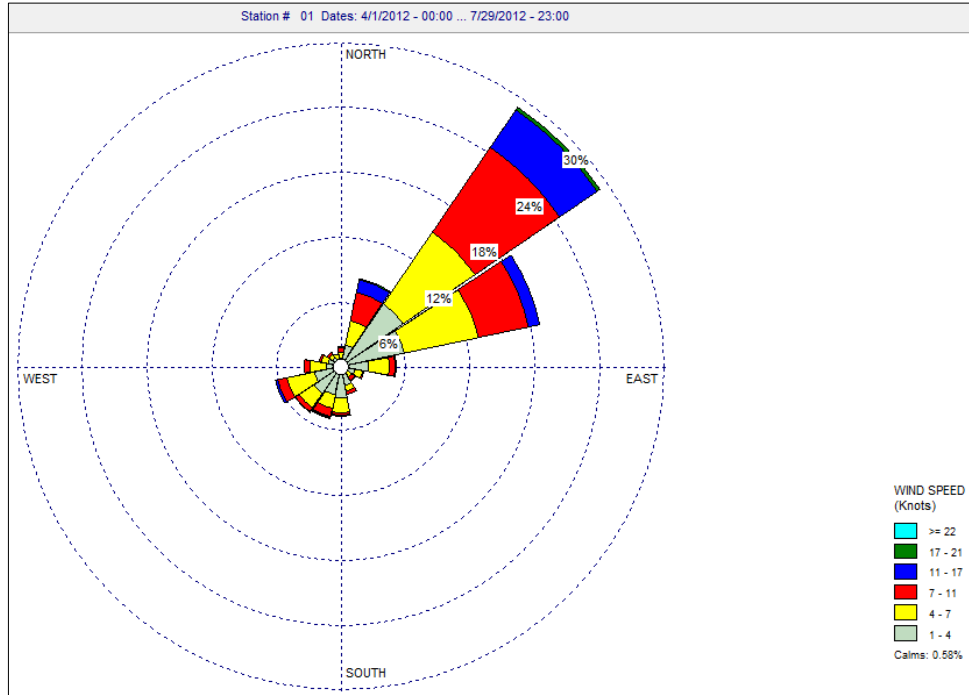 Station # 01 Dates: 4/1/2012 - 00:00 ... 7/29/2012 - 23:00
NORTH
30%
24%
18%
12%
6%
WEST
EAST
SOUTH
WIND SPEED
(Knots)
>= 22
17 - 21
11 - 17
7 - 11
4 - 7
1 - 4
Calms: 0.58%